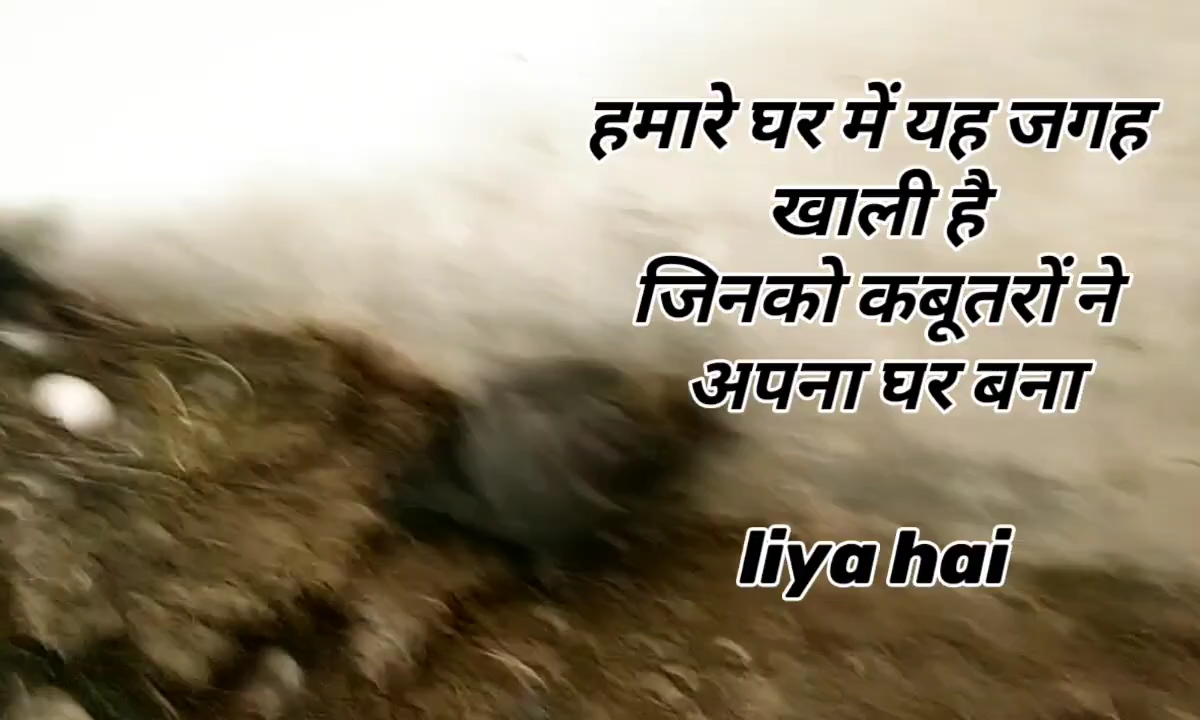 हमारे घर में यह जगह
खाली है
जिनको कबूतरों ने
अपना घर बना
liya hai